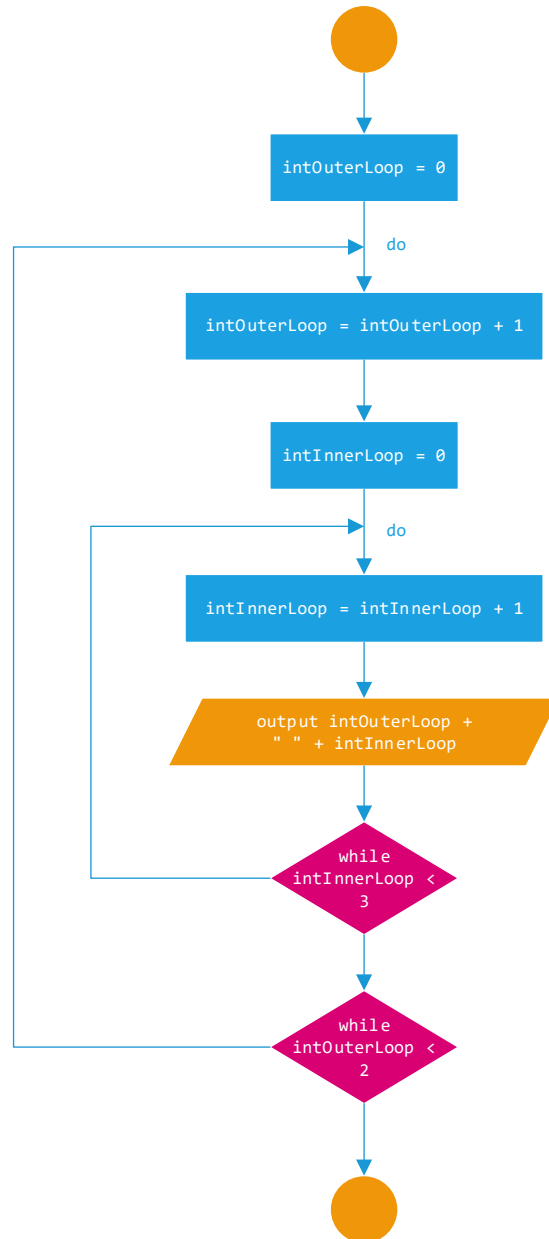 intOuterLoop = 0
do
intOuterLoop = intOuterLoop + 1
intInnerLoop = 0
do
intInnerLoop = intInnerLoop + 1
output intOuterLoop +
" " + intInnerLoop
while
intInnerLoop <
3
while
intOuterLoop <
2